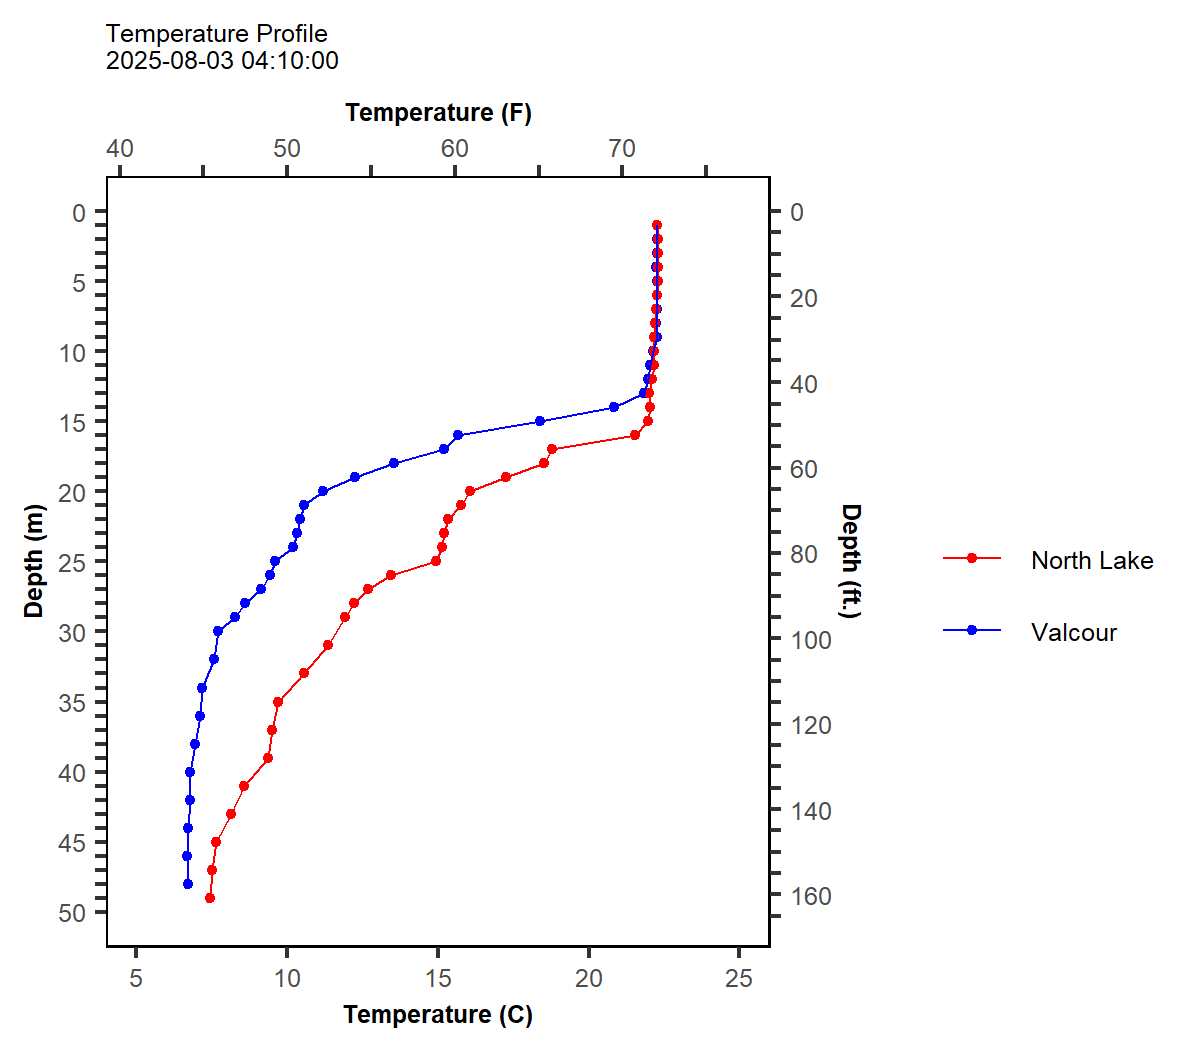 Temperature Profile
2025-08-03 04:10:00
Temperature (F)
40 50 60 70
0 0
5
20
10
40
15
60
20
80
25
100
30
35
120
40
140
45
160
50
Depth (m)
Depth (ft.)
North Lake
Valcour
5 10 15 20 25
Temperature (C)